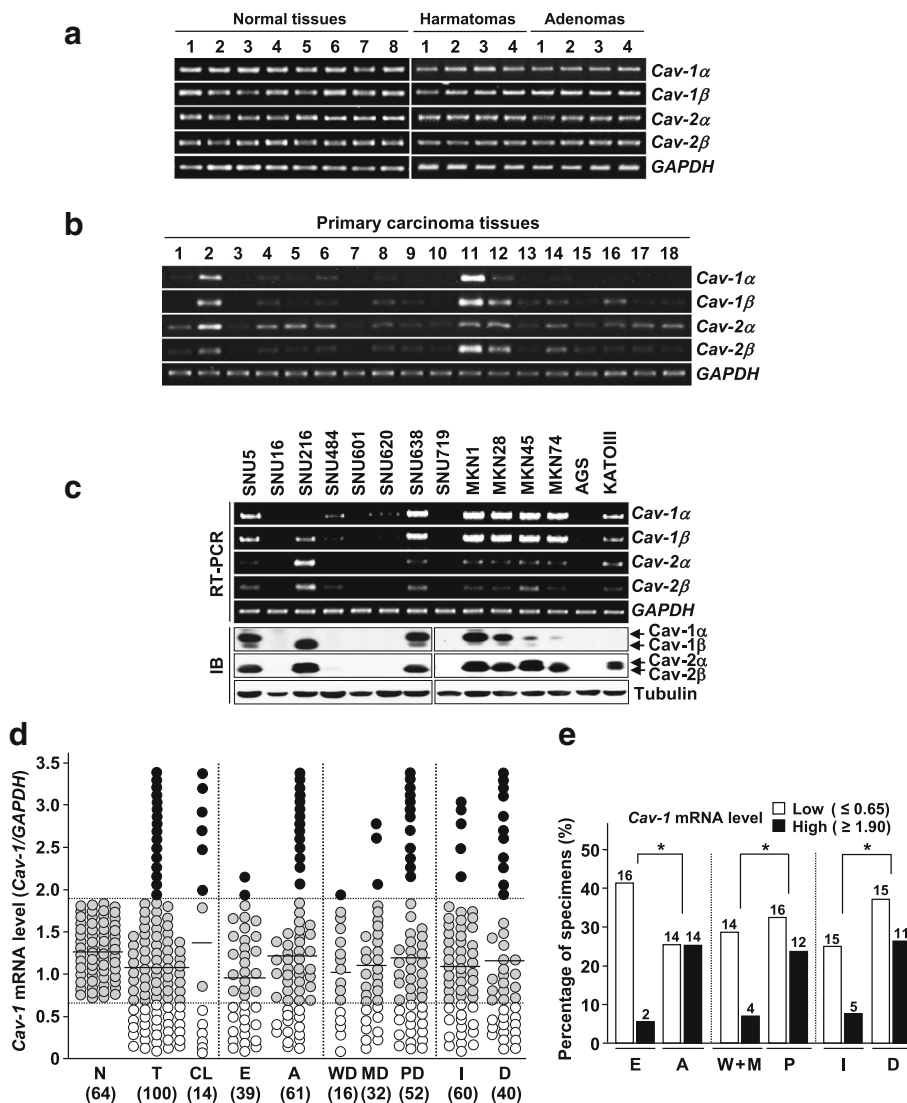 a
Normal tissues Harmatomas Adenomas
1 2 3 4 5 6 7 8 1 2 3 4 1 2 3 4
Cav-1α
Cav-1β
Cav-2α
Cav-2β
GAPDH
b
Primary carcinoma tissues
1 2 3 4 5 6 7 8 9 10 11 12 13 14 15 16 17 18
Cav-1α
Cav-1β
Cav-2α
Cav-2β
GAPDH
c
SNU5 SNU16 SNU216 SNU484 SNU601 SNU620 SNU638 SNU719 MKN1 MKN28 MKN45 MKN74 AGS KATOIII
RT-PCR
Cav-1α
Cav-1β
Cav-2α
Cav-2β
GAPDH
IB
Cav-1α
Cav-1β
Cav-2α
Cav-2β
Tubulin
d
Cav-1 mRNA level (Cav-1/GAPDH)
3.5
3.0
2.5
2.0
1.5
1.0
0.5
0
N T CL E A WD MD PD I D
(64) (100) (14) (39) (61) (16) (32) (52) (60) (40)
e
Cav-1 mRNA level
Low (≤ 0.65)
High (≥ 1.90)
Percentage of specimens (%)
50
40
30
20
10
0
* * *
16 2 14 14 14 4 16 12 15 5 15 11
E A W+M P I D